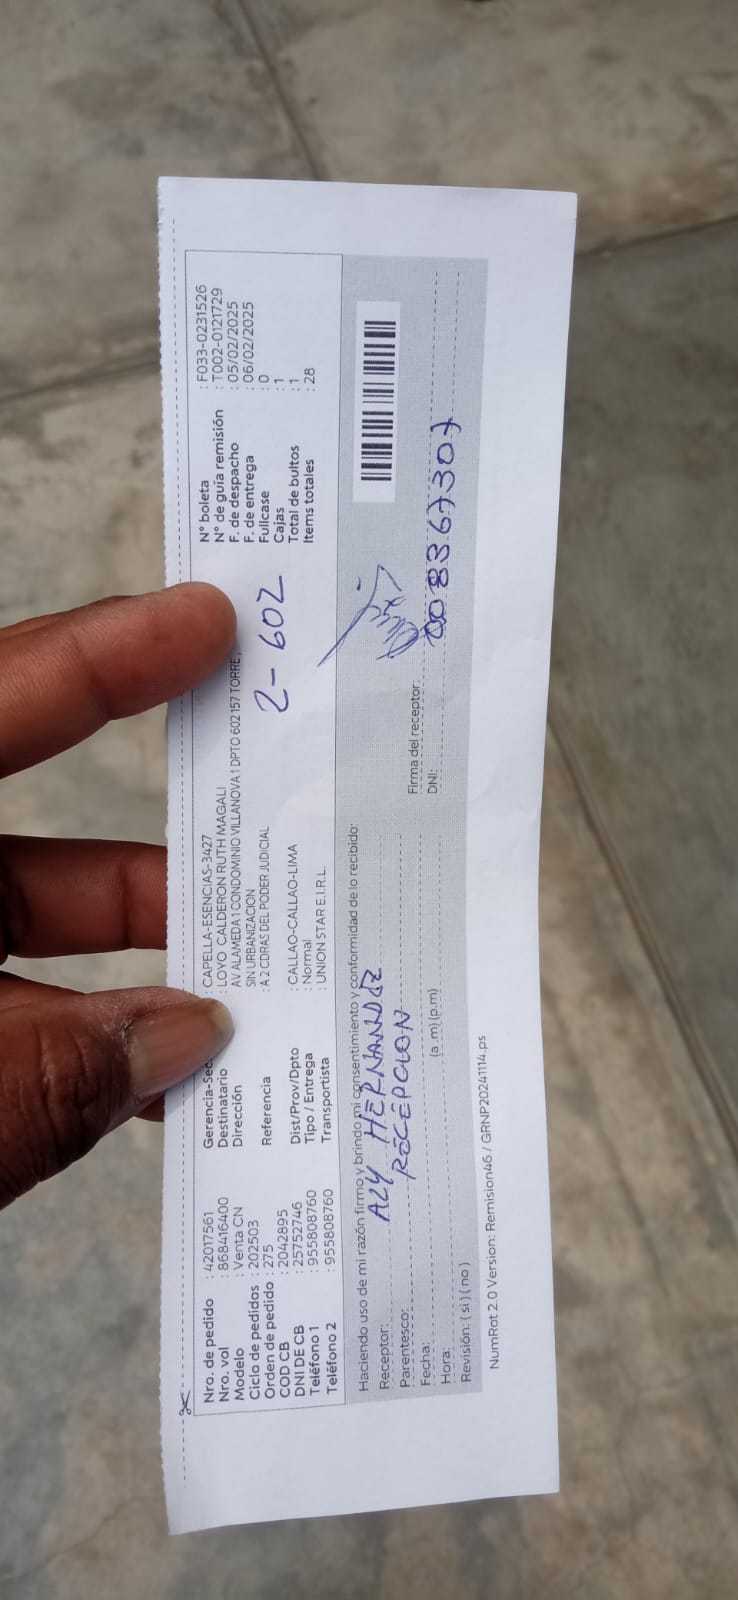 Nro. de pedido : 42017561
Nro. vol : 868416400
Modelo : Venta CN
Ciclo de pedidos : 202503
Orden de pedido : 275
COD CB : 2042895
DNI DE CB : 25752746
Teléfono 1 : 955808760
Teléfono 2 : 955808760
Gerencia-Sec : CAPELLA-ESENCIAS-3427
Destinatario : LOYO CALDERON RUTH MAGALI
Dirección : AV ALAMEDA 1 CONDOMINIO VILLANOVA 1 DPTO 602 157 TORRE,
SIN URBANIZACION
Referencia : A 2 CDRAS DEL PODER JUDICIAL
Dist/Prov/Dpto : CALLAO-CALLAO-LIMA
Tipo / Entrega : Normal
Transportista : UNION STAR E.I.R.L.
2-602
N° boleta : F033-0231526
N° de guía remisión : T002-0121729
F. de despacho : 05/02/2025
F. de entrega : 06/02/2025
Fullcase : 0
Cajas : 1
Total de bultos : 1
Items totales : 28
Haciendo uso de mi razón firmo y brindo mi consentimiento y conformidad de lo recibido:
Receptor: HERNANDEZ
Parentesco: RECEPCION
Fecha:
Hora: (a.m) (p.m)
Revisión: ( si ) ( no )
Firma del receptor:
DNI: 008367307
NumRot 2.0 Version: Remision46 / GRNP20241114.ps